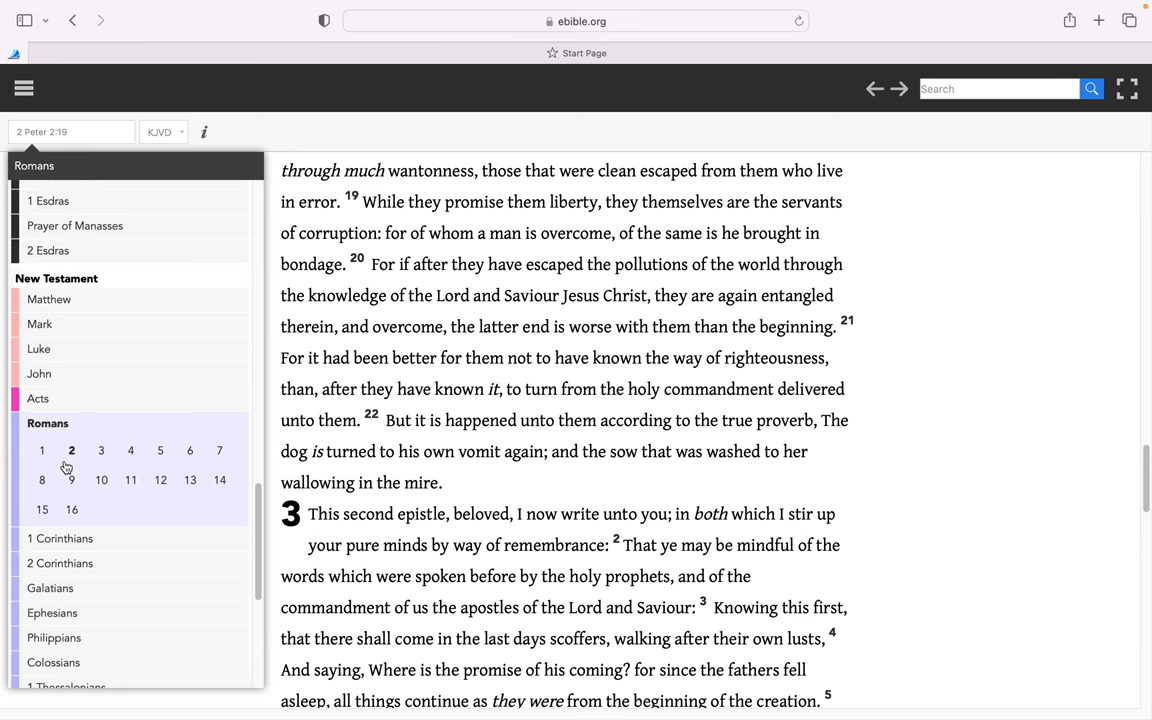 ebible.org
Start Page
Search
2 Peter 2:19
KJVD
i
Romans
1 Esdras
Prayer of Manasses
2 Esdras
New Testament
Matthew
Mark
Luke
John
Acts
Romans
1 2 3 4 5 6 7
8 9 10 11 12 13 14
15 16
1 Corinthians
2 Corinthians
Galatians
Ephesians
Philippians
Colossians
1 Thessalonians
through much wantonness, those that were clean escaped from them who live
in error. 19 While they promise them liberty, they themselves are the servants
of corruption: for of whom a man is overcome, of the same is he brought in
bondage. 20 For if after they have escaped the pollutions of the world through
the knowledge of the Lord and Saviour Jesus Christ, they are again entangled
therein, and overcome, the latter end is worse with them than the beginning. 21
For it had been better for them not to have known the way of righteousness,
than, after they have known it, to turn from the holy commandment delivered
unto them. 22 But it is happened unto them according to the true proverb, The
dog is turned to his own vomit again; and the sow that was washed to her
wallowing in the mire.
3 This second epistle, beloved, I now write unto you; in both which I stir up
your pure minds by way of remembrance: 2 That ye may be mindful of the
words which were spoken before by the holy prophets, and of the
commandment of us the apostles of the Lord and Saviour: 3 Knowing this first,
that there shall come in the last days scoffers, walking after their own lusts, 4
And saying, Where is the promise of his coming? for since the fathers fell
asleep, all things continue as they were from the beginning of the creation. 5